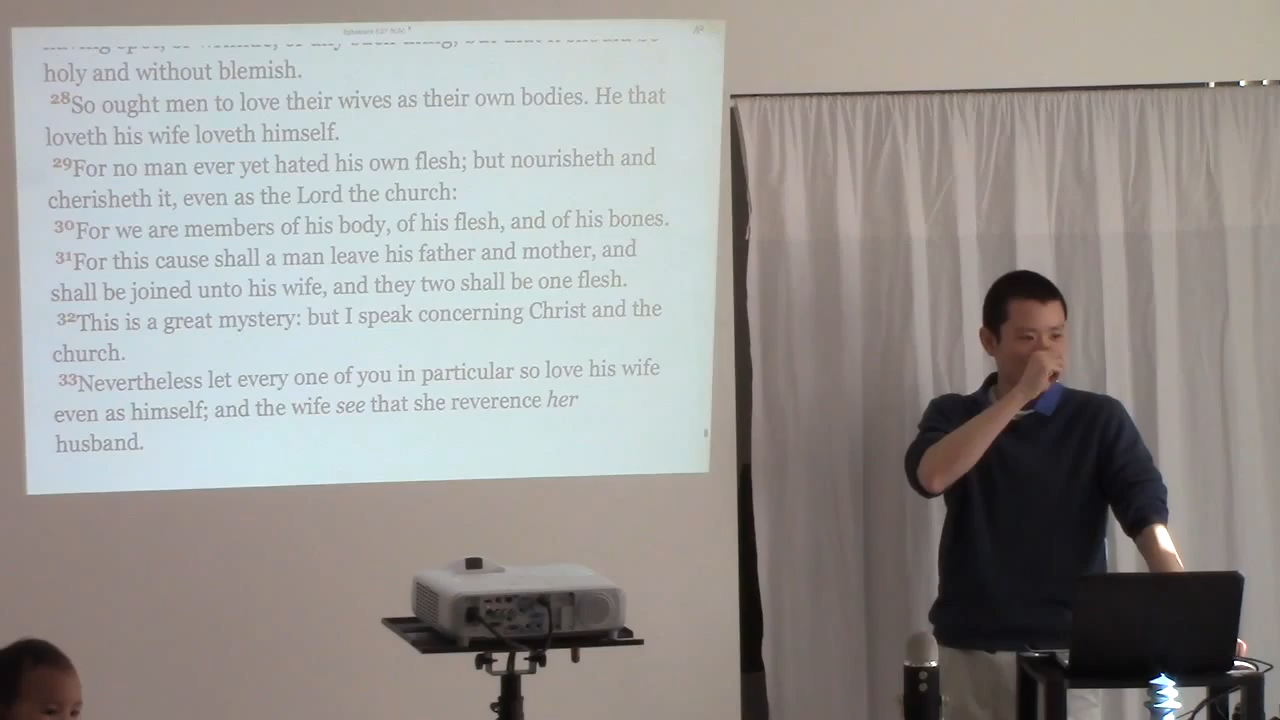 holy and without blemish.
28So ought men to love their wives as their own bodies. He that
loveth his wife loveth himself.
29For no man ever yet hated his own flesh; but nourisheth and
cherisheth it, even as the Lord the church:
30For we are members of his body, of his flesh, and of his bones.
31For this cause shall a man leave his father and mother, and
shall be joined unto his wife, and they two shall be one flesh.
32This is a great mystery: but I speak concerning Christ and the
church.
33Nevertheless let every one of you in particular so love his wife
even as himself; and the wife see that she reverence her
husband.